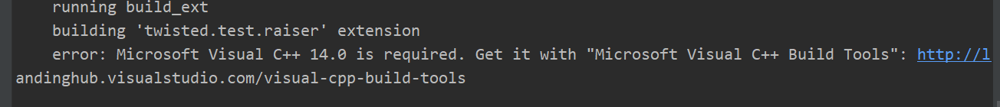 running build_ext
building 'twisted.test.raiser' extension
error: Microsoft Visual C++ 14.0 is required. Get it with "Microsoft Visual C++ Build Tools": http://l
andinghub.visualstudio.com/visual-cpp-build-tools